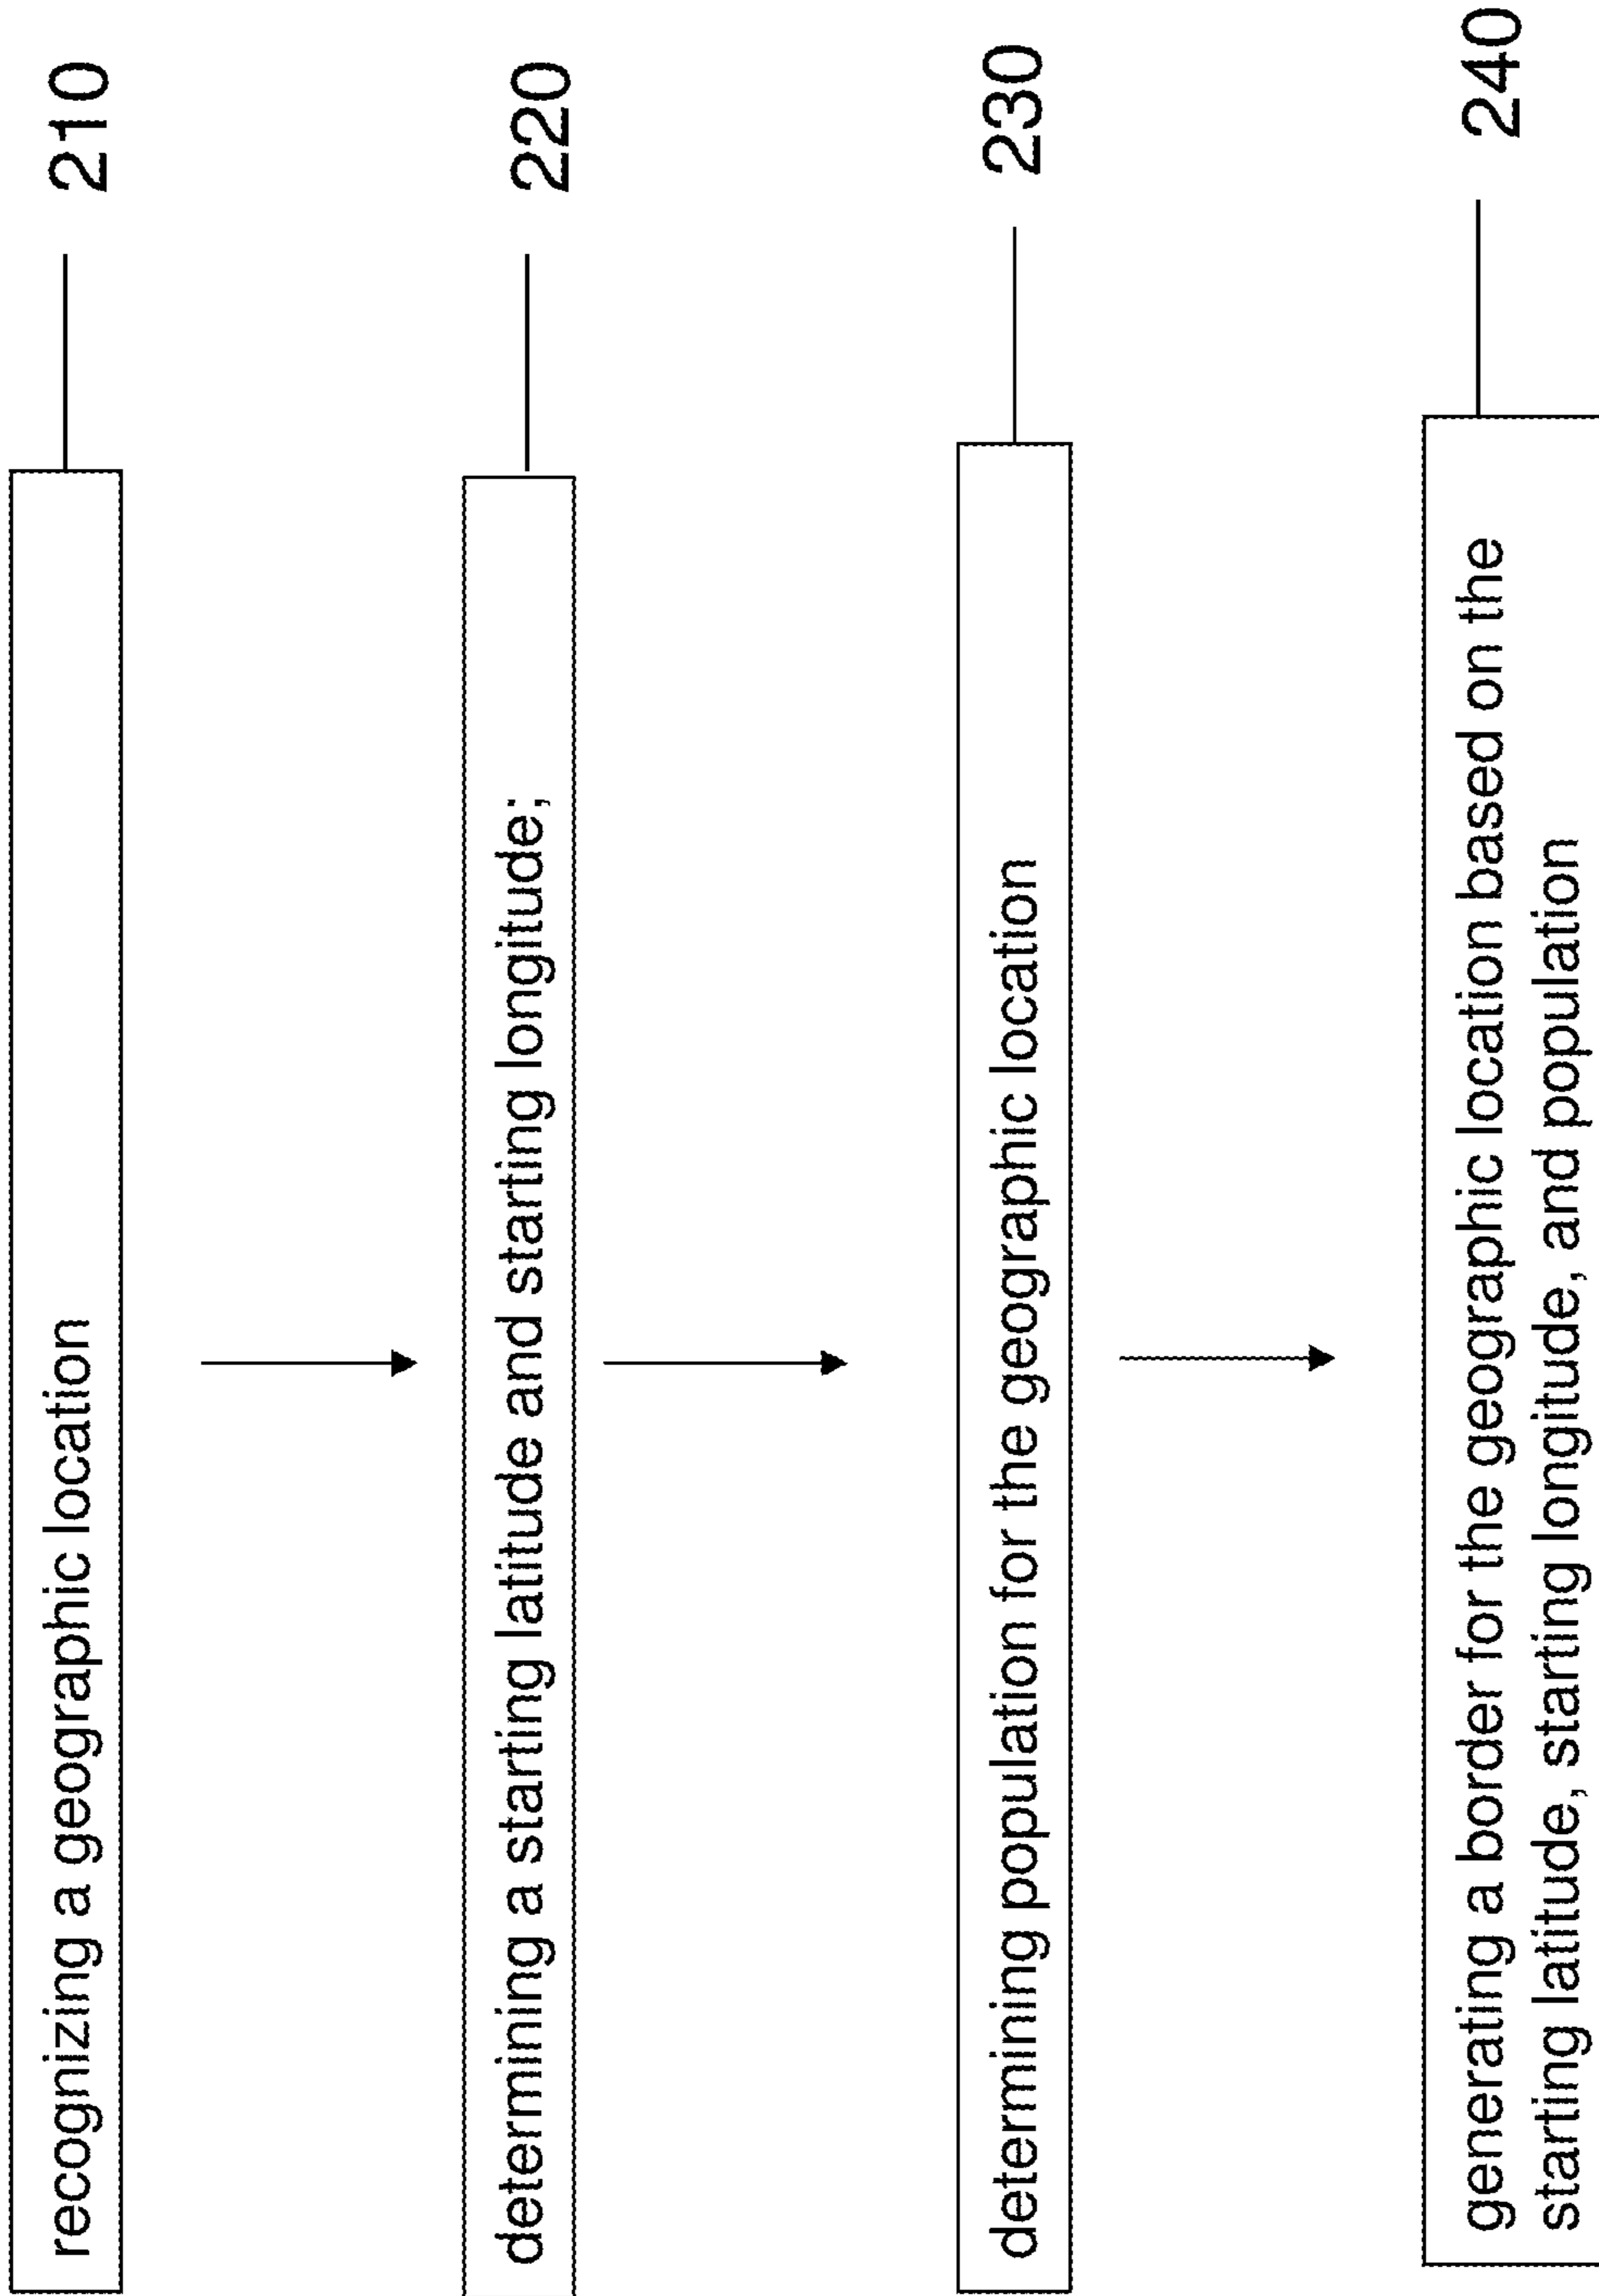 recognizing a geographic location
210
determining a starting latitude and starting longitude;
220
determining population for the geographic location
230
generating a border for the geographic location based on the
starting latitude, starting longitude, and population
240